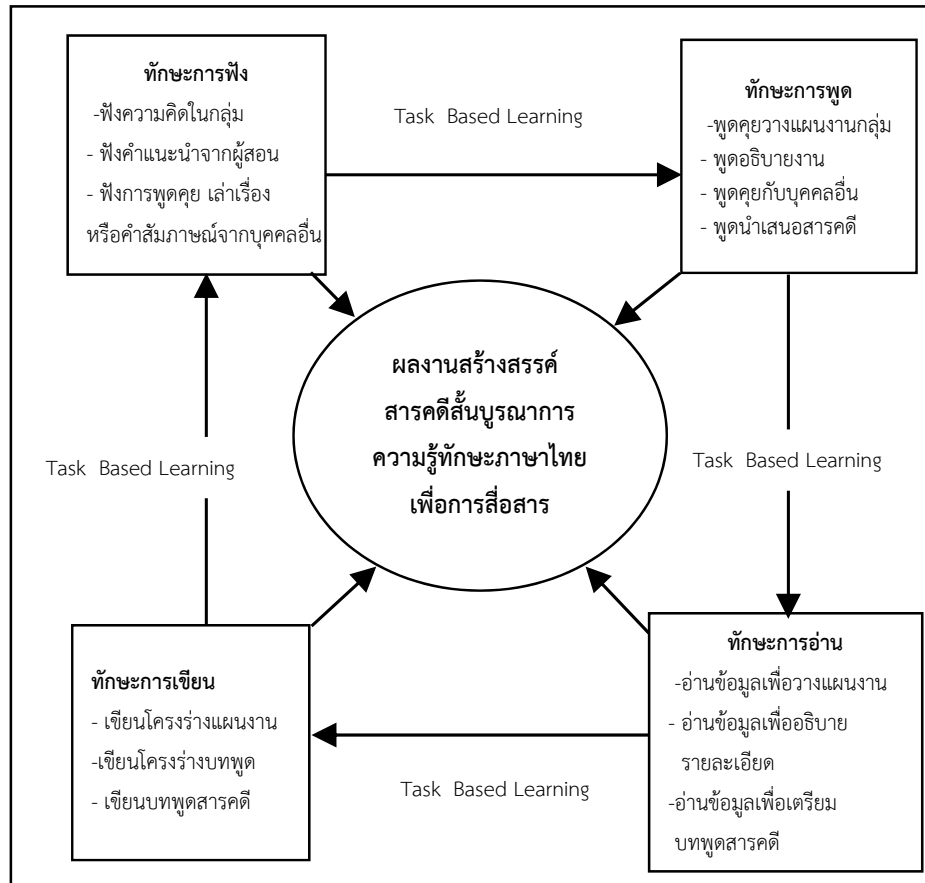 ทักษะการฟัง
-ฟังความคิดในกลุ่ม
- ฟังคำแนะนำจากผู้สอน
- ฟังการพูดคุย เล่าเรื่อง
หรือคำสัมภาษณ์จากบุคคลอื่น
Task Based Learning
ทักษะการพูด
-พูดคุยวางแผนงานกลุ่ม
- พูดอธิบายงาน
- พูดคุยกับบุคคลอื่น
- พูดนำเสนอสารคดี
ผลงานสร้างสรรค์
สารคดีสั้นบูรณาการ
ความรู้ทักษะภาษาไทย
เพื่อการสื่อสาร
Task Based Learning
Task Based Learning
ทักษะการเขียน
- เขียนโครงร่างแผนงาน
-เขียนโครงร่างบทพูด
- เขียนบทพูดสารคดี
Task Based Learning
ทักษะการอ่าน
-อ่านข้อมูลเพื่อวางแผนงาน
- อ่านข้อมูลเพื่ออธิบาย
รายละเอียด
-อ่านข้อมูลเพื่อเตรียม
บทพูดสารคดี